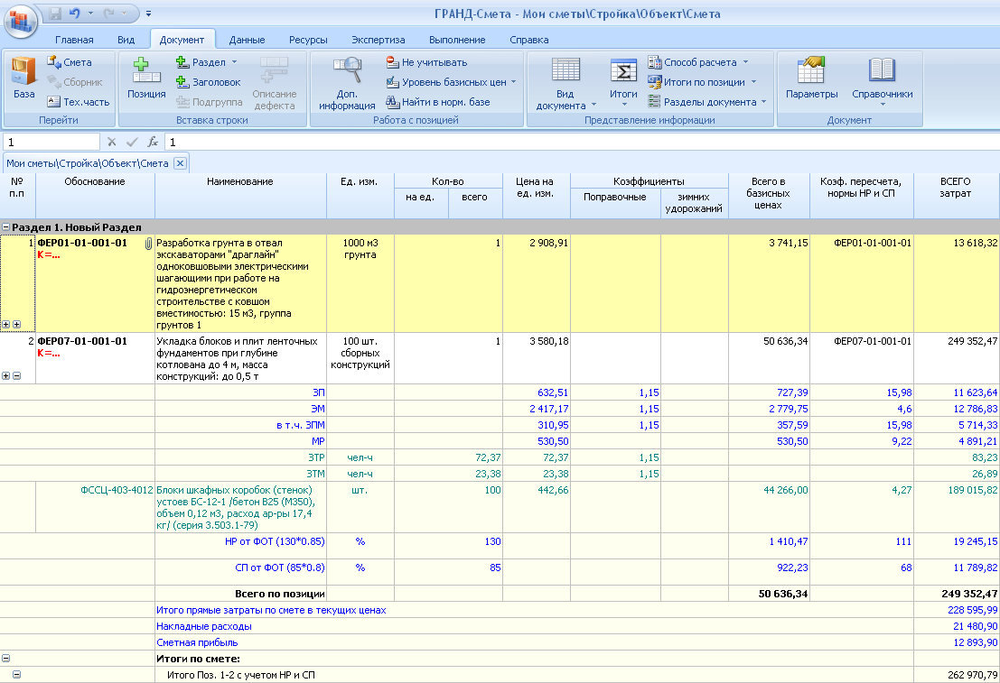 ГРАНД-Смета - Мои сметы\Стройка\Объект\Смета
Главная Вид Документ Данные Ресурсы Экспертиза Выполнение Справка
База
Смета
Сборник
Тех.часть
Перейти
Позиция
Раздел
Заголовок
Подгруппа
Описание
дефекта
Вставка строки
Доп.
информация
Не учитывать
Уровень базисных цен
Найти в норм. базе
Работа с позицией
Вид
документа
Итоги
Способ расчета
Итоги по позиции
Разделы документа
Представление информации
Параметры
Справочники
Документ
1 fx 1
Мои сметы\Стройка\Объект\Смета
№
п.п
Обоснование
Наименование
Ед. изм.
Кол-во
на ед. всего
Цена на
ед. изм.
Коэффициенты
Поправочные
зимних
удорожаний
Всего в
базисных
ценах
Коэф. пересчета,
нормы НР и СП
ВСЕГО
затрат
Раздел 1. Новый Раздел
1 ФЕР01-01-001-01 Разработка грунта в отвал 1000 м3 1 2 908,91 3 741,15 ФЕР01-01-001-01 13 618,32
К=... экскаваторами "драглайн" грунта
одноковшовыми электрическими
шагающими при работе на
гидроэнергетическом
строительстве с ковшом
вместимостью: 15 м3, группа
грунтов 1
2 ФЕР07-01-001-01 Укладка блоков и плит ленточных 100 шт. 1 3 580,18 50 636,34 ФЕР07-01-001-01 249 352,47
К=... фундаментов при глубине сборных
котлована до 4 м, масса конструкций
конструкций: до 0,5 т
ЗП 632,51 1,15 727,39 15,98 11 623,64
ЭМ 2 417,17 1,15 2 779,75 4,6 12 786,83
в т.ч. ЗПМ 310,95 1,15 357,59 15,98 5 714,33
МР 530,50 530,50 9,22 4 891,21
ЗТР чел-ч 72,37 72,37 1,15 83,23
ЗТМ чел-ч 23,38 23,38 1,15 26,89
ФССЦ-403-4012 Блоки шкафных коробок (стенок) шт. 100 442,66 44 266,00 4,27 189 015,82
устоев БС-12-1 /бетон В25 (М350),
объем 0,12 м3, расход ар-ры 17,4
кг/ (серия 3.503.1-79)
НР от ФОТ (130*0.85) % 130 1 410,47 111 19 245,15
СП от ФОТ (85*0.8) % 85 922,23 68 11 789,82
Всего по позиции 50 636,34 249 352,47
Итого прямые затраты по смете в текущих ценах 228 595,99
Накладные расходы 21 480,90
Сметная прибыль 12 893,90
Итоги по смете:
Итого Поз. 1-2 с учетом НР и СП 262 970,79